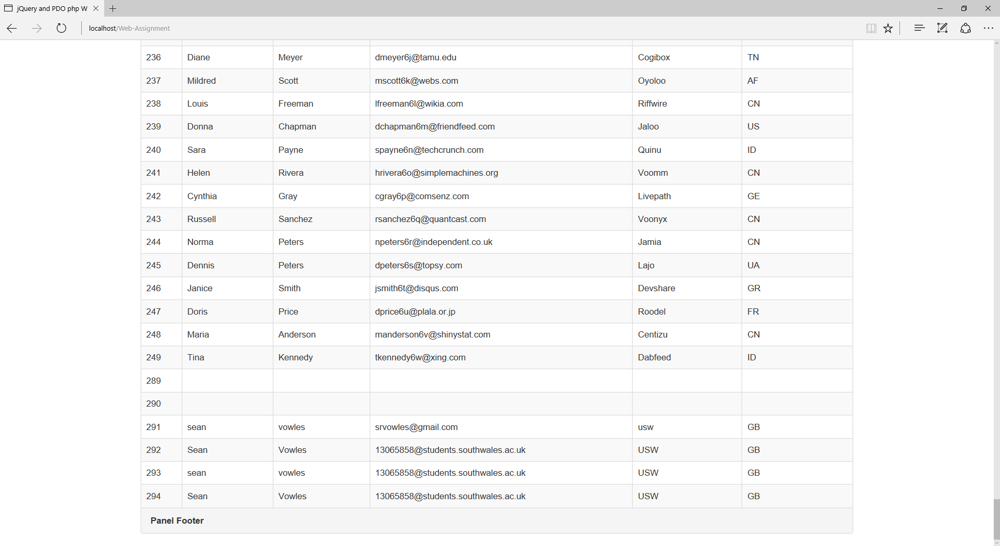 jQuery and PDO php W
localhost/Web-Assignment
236 Diane Meyer dmeyer6j@tamu.edu Cogibox TN
237 Mildred Scott mscott6k@webs.com Oyoloo AF
238 Louis Freeman lfreeman6l@wikia.com Riffwire CN
239 Donna Chapman dchapman6m@friendfeed.com Jaloo US
240 Sara Payne spayne6n@techcrunch.com Quinu ID
241 Helen Rivera hrivera6o@simplemachines.org Voomm CN
242 Cynthia Gray cgray6p@comsenz.com Livepath GE
243 Russell Sanchez rsanchez6q@quantcast.com Voonyx CN
244 Norma Peters npeters6r@independent.co.uk Jamia CN
245 Dennis Peters dpeters6s@topsy.com Lajo UA
246 Janice Smith jsmith6t@disqus.com Devshare GR
247 Doris Price dprice6u@plala.or.jp Roodel FR
248 Maria Anderson manderson6v@shinystat.com Centizu CN
249 Tina Kennedy tkennedy6w@xing.com Dabfeed ID
289
290
291 sean vowles srvowles@gmail.com usw GB
292 Sean Vowles 13065858@students.southwales.ac.uk USW GB
293 sean vowles 13065858@students.southwales.ac.uk USW GB
294 Sean Vowles 13065858@students.southwales.ac.uk USW GB
Panel Footer